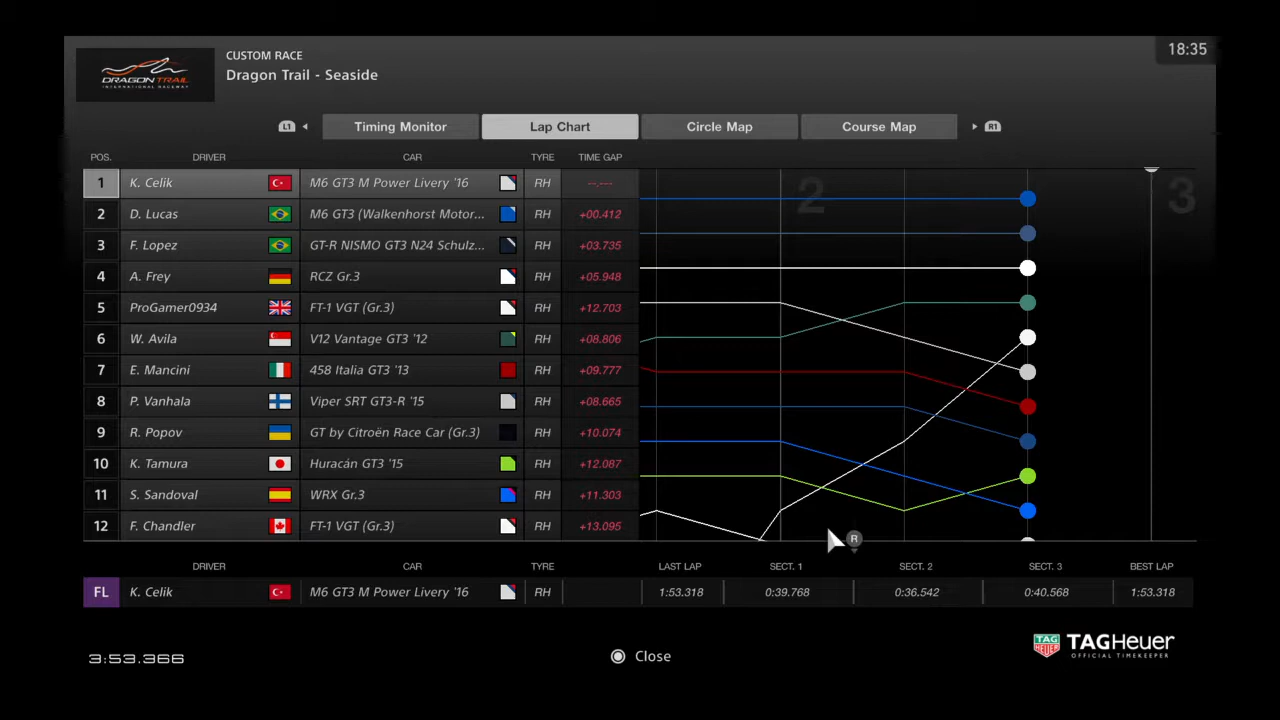 CUSTOM RACE
18:35
DRAGON TRAIL
INTERNATIONAL RACEWAY
Dragon Trail - Seaside
L1 Timing Monitor Lap Chart Circle Map Course Map R1
POS. DRIVER CAR TYRE TIME GAP
1 K. Celik M6 GT3 M Power Livery '16 RH --.---
2 D. Lucas M6 GT3 (Walkenhorst Motor... RH +00.412
3 F. Lopez GT-R NISMO GT3 N24 Schulz... RH +03.735
4 A. Frey RCZ Gr.3 RH +05.948
5 ProGamer0934 FT-1 VGT (Gr.3) RH +12.703
6 W. Avila V12 Vantage GT3 '12 RH +08.806
7 E. Mancini 458 Italia GT3 '13 RH +09.777
8 P. Vanhala Viper SRT GT3-R '15 RH +08.665
9 R. Popov GT by Citroën Race Car (Gr.3) RH +10.074
10 K. Tamura Huracán GT3 '15 RH +12.087
11 S. Sandoval WRX Gr.3 RH +11.303
12 F. Chandler FT-1 VGT (Gr.3) RH +13.095
2 3
R
DRIVER CAR TYRE LAST LAP SECT. 1 SECT. 2 SECT. 3 BEST LAP
FL K. Celik M6 GT3 M Power Livery '16 RH 1:53.318 0:39.768 0:36.542 0:40.568 1:53.318
3:53.366
Close
TAG HEUER TAGHeuer
OFFICIAL TIMEKEEPER